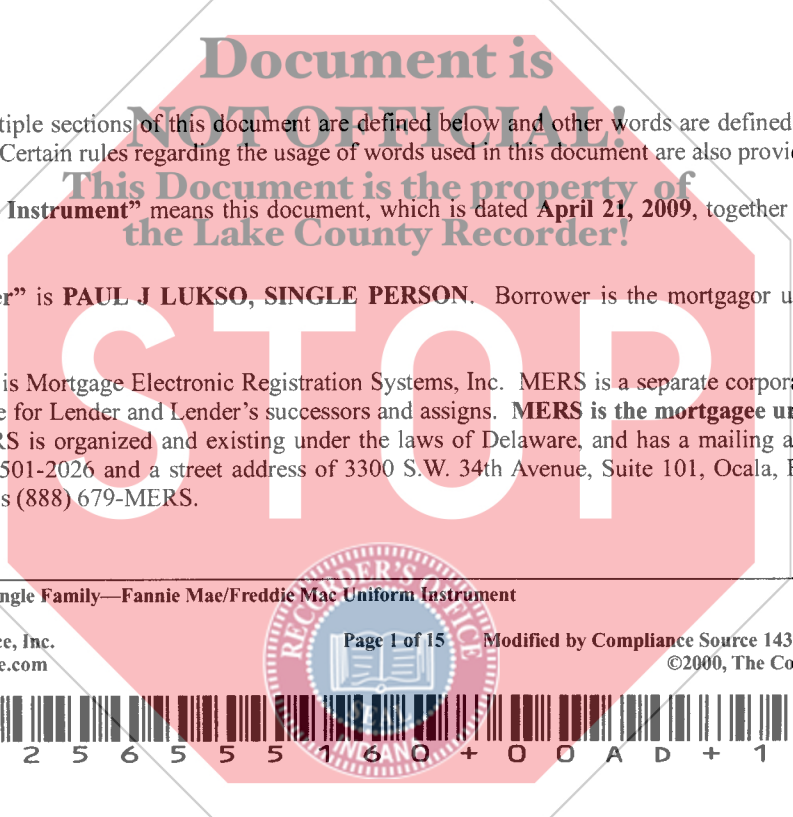 Document is
tiple sections of this document are defined below and other words are defined
NOT OFFICIAL!
Certain rules regarding the usage of words used in this document are also provi
This Document is the property of
Instrument” means this document, which is dated April 21, 2009, together
the Lake County Recorder!
er” is PAUL J LUKSO, SINGLE PERSON. Borrower is the mortgagor u
STOP
is Mortgage Electronic Registration Systems, Inc. MERS is a separate corpora
e for Lender and Lender’s successors and assigns. MERS is the mortgagee un
RS is organized and existing under the laws of Delaware, and has a mailing a
501-2026 and a street address of 3300 S.W. 34th Avenue, Suite 101, Ocala, F
s (888) 679-MERS.
ngle Family—Fannie Mae/Freddie Mac Uniform Instrument
RECORDER'S OFFICE
ce, Inc. Page 1 of 15 Modified by Compliance Source 143
e.com ©2000, The Co
SEAL
INDIANA
2 5 6 5 5 5 1 6 0 + 0 0 A D + 1